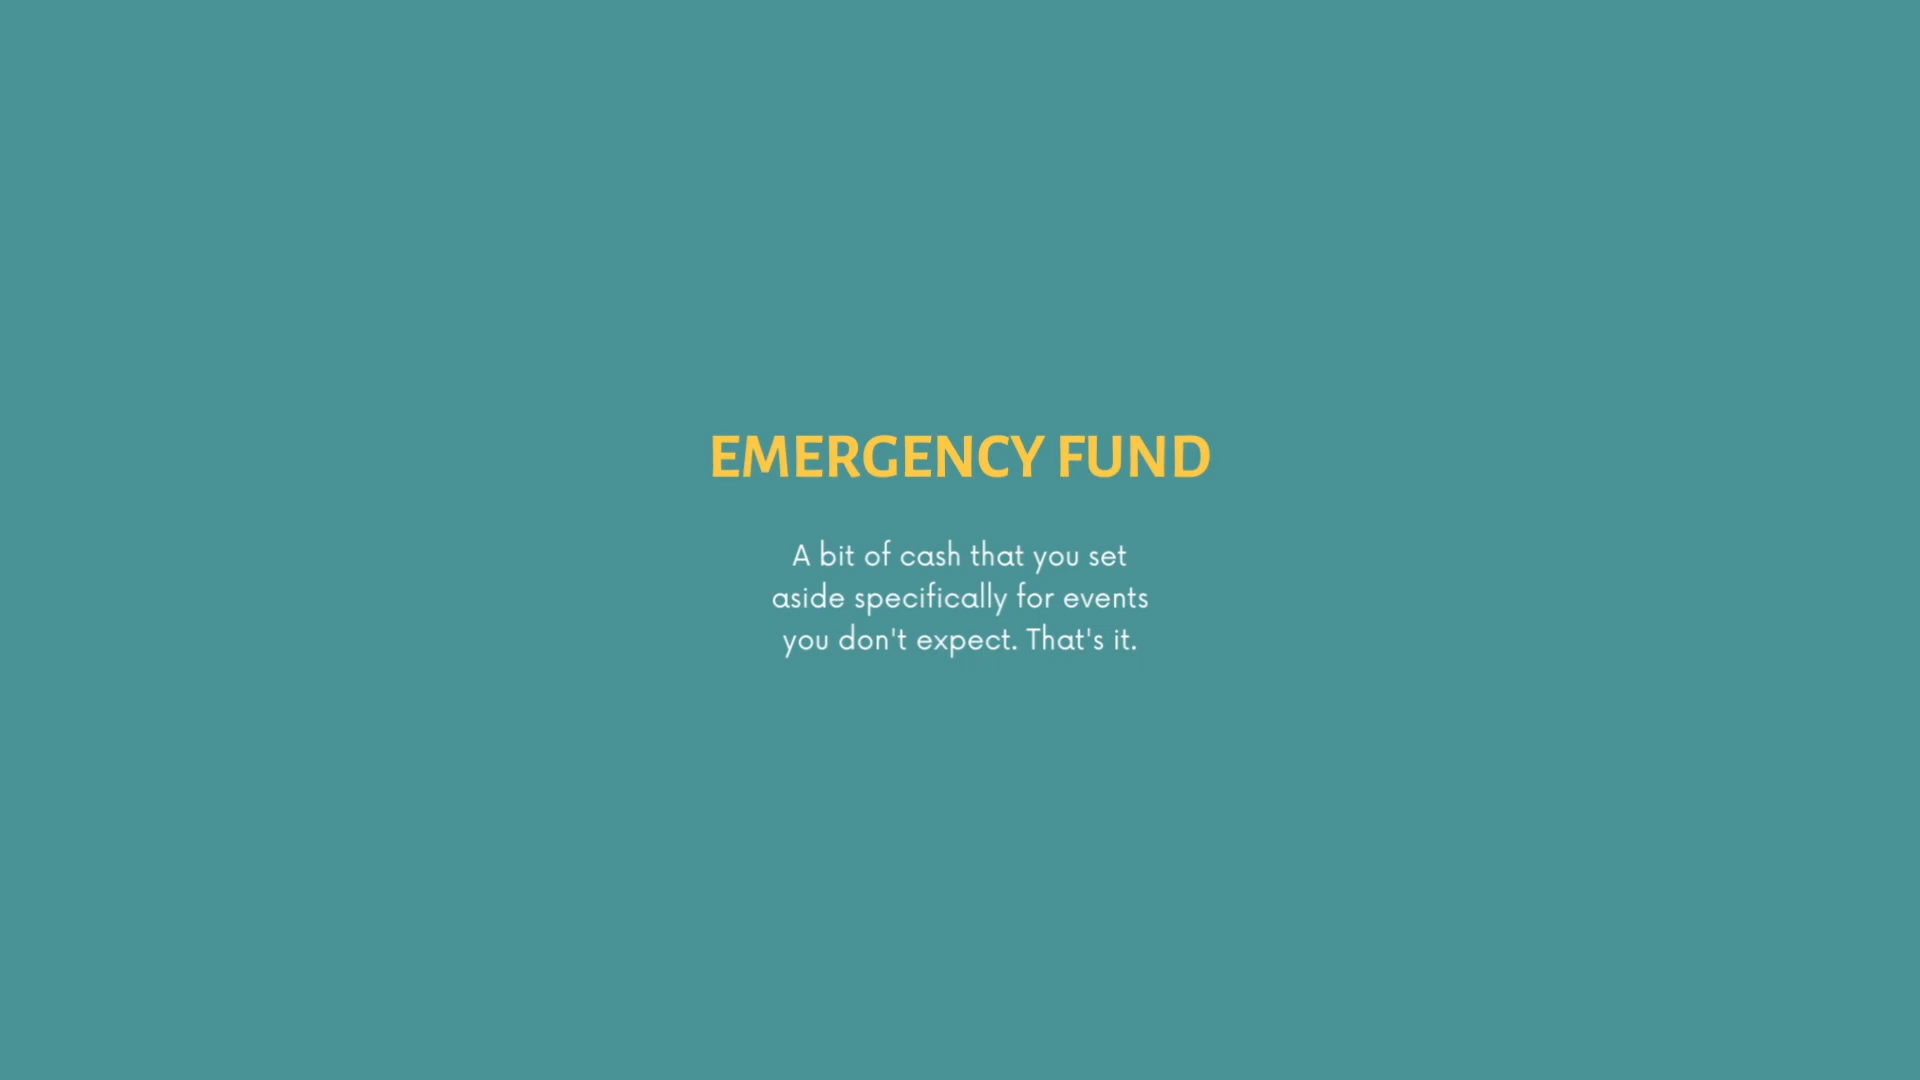 EMERGENCY FUND
A bit of cash that you set
aside specifically for events
you don't expect. That's it.